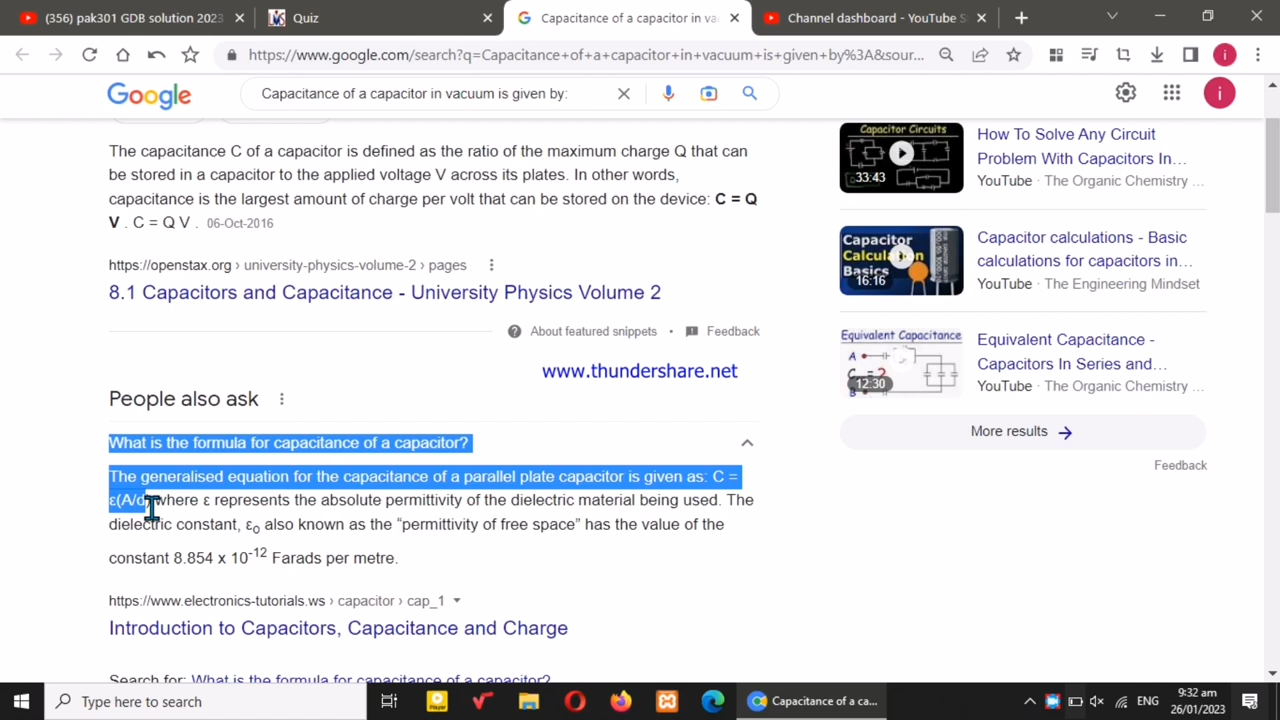 (356) pak301 GDB solution 2023
Quiz
Capacitance of a capacitor in va
Channel dashboard - YouTube S
https://www.google.com/search?q=Capacitance+of+a+capacitor+in+vacuum+is+given+by%3A&sour...
i
Google
Capacitance of a capacitor in vacuum is given by:
i
The capacitance C of a capacitor is defined as the ratio of the maximum charge Q that can
be stored in a capacitor to the applied voltage V across its plates. In other words,
capacitance is the largest amount of charge per volt that can be stored on the device: C = Q
V . C = Q V . 06-Oct-2016
https://openstax.org › university-physics-volume-2 › pages
8.1 Capacitors and Capacitance - University Physics Volume 2
About featured snippets • Feedback
www.thundershare.net
People also ask
What is the formula for capacitance of a capacitor?
The generalised equation for the capacitance of a parallel plate capacitor is given as: C =
ε(A/d) where ε represents the absolute permittivity of the dielectric material being used. The
dielectric constant, εo also known as the “permittivity of free space” has the value of the
constant 8.854 x 10-12 Farads per metre.
https://www.electronics-tutorials.ws › capacitor › cap_1
Introduction to Capacitors, Capacitance and Charge
Search for: What is the formula for capacitance of a capacitor?
Capacitor Circuits
33:43
How To Solve Any Circuit
Problem With Capacitors In...
YouTube · The Organic Chemistry ...
Capacitor
Calculation
Basics
16:16
Capacitor calculations - Basic
calculations for capacitors in...
YouTube · The Engineering Mindset
Equivalent Capacitance
A
C = ?
B
12:30
Equivalent Capacitance -
Capacitors In Series and...
YouTube · The Organic Chemistry ...
More results
Feedback
Type here to search
Player
Capacitance of a ca...
ENG
9:32 am
26/01/2023